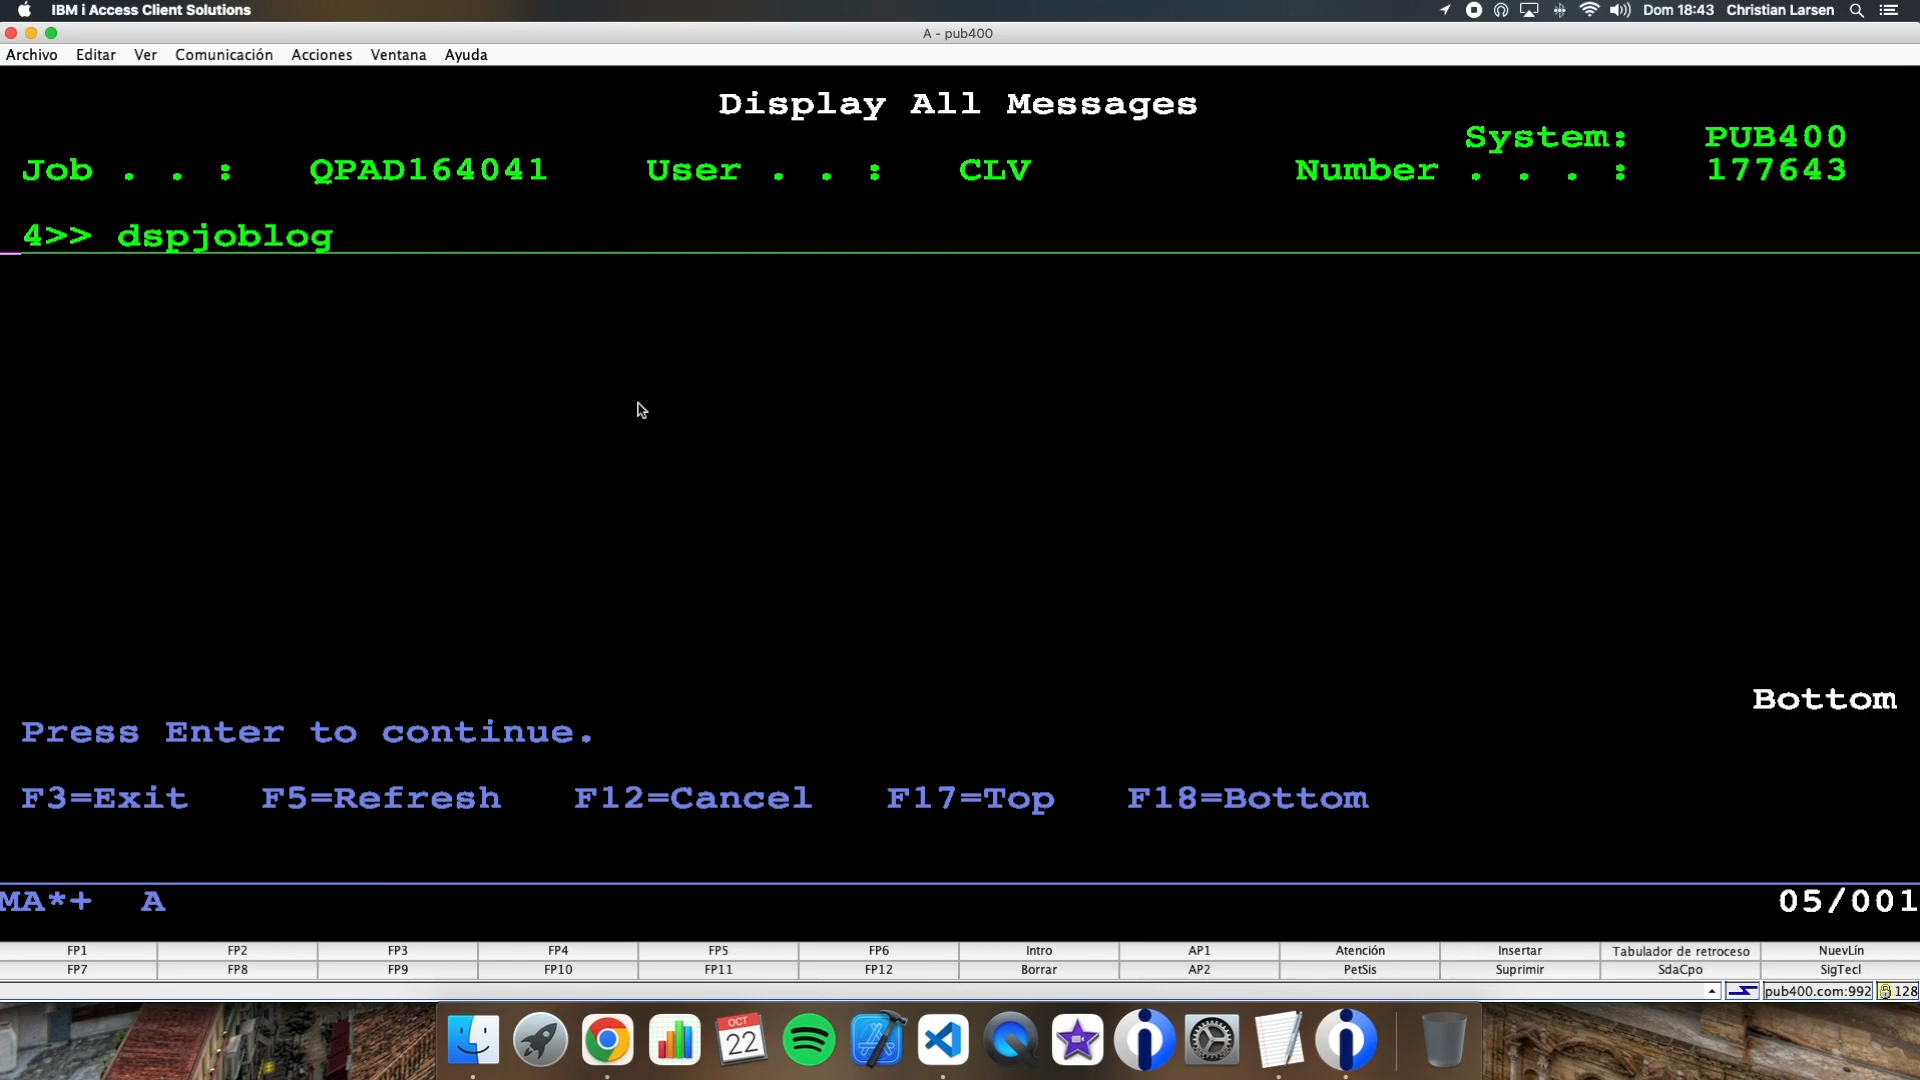 IBM i Access Client Solutions Dom 18:43 Christian Larsen
A - pub400
Archivo Editar Ver Comunicación Acciones Ventana Ayuda
Display All Messages
System: PUB400
Job . . : QPAD164041 User . . : CLV Number . . . : 177643
4>> dspjoblog
Bottom
Press Enter to continue.
F3=Exit F5=Refresh F12=Cancel F17=Top F18=Bottom
MA*+ A 05/001
FP1 FP2 FP3 FP4 FP5 FP6 Intro AP1 Atención Insertar Tabulador de retroceso NuevLín
FP7 FP8 FP9 FP10 FP11 FP12 Borrar AP2 PetSis Suprimir SdaCpo SigTecl
pub400.com:992 128
OCT
22